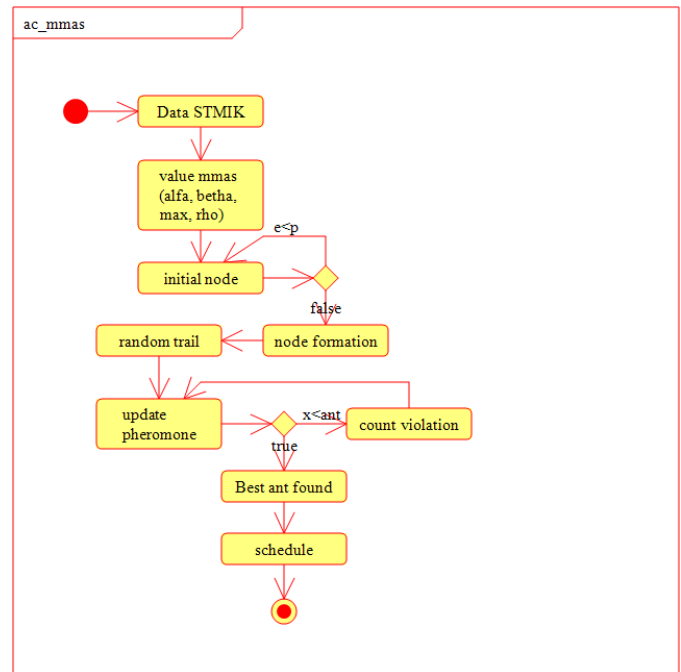 ac_mmas
Data STMIK
value mmas
(alfa, betha,
max, rho)
e<p
initial node
false
random trail
node formation
update
pheromone
x<ant
count violation
true
Best ant found
schedule